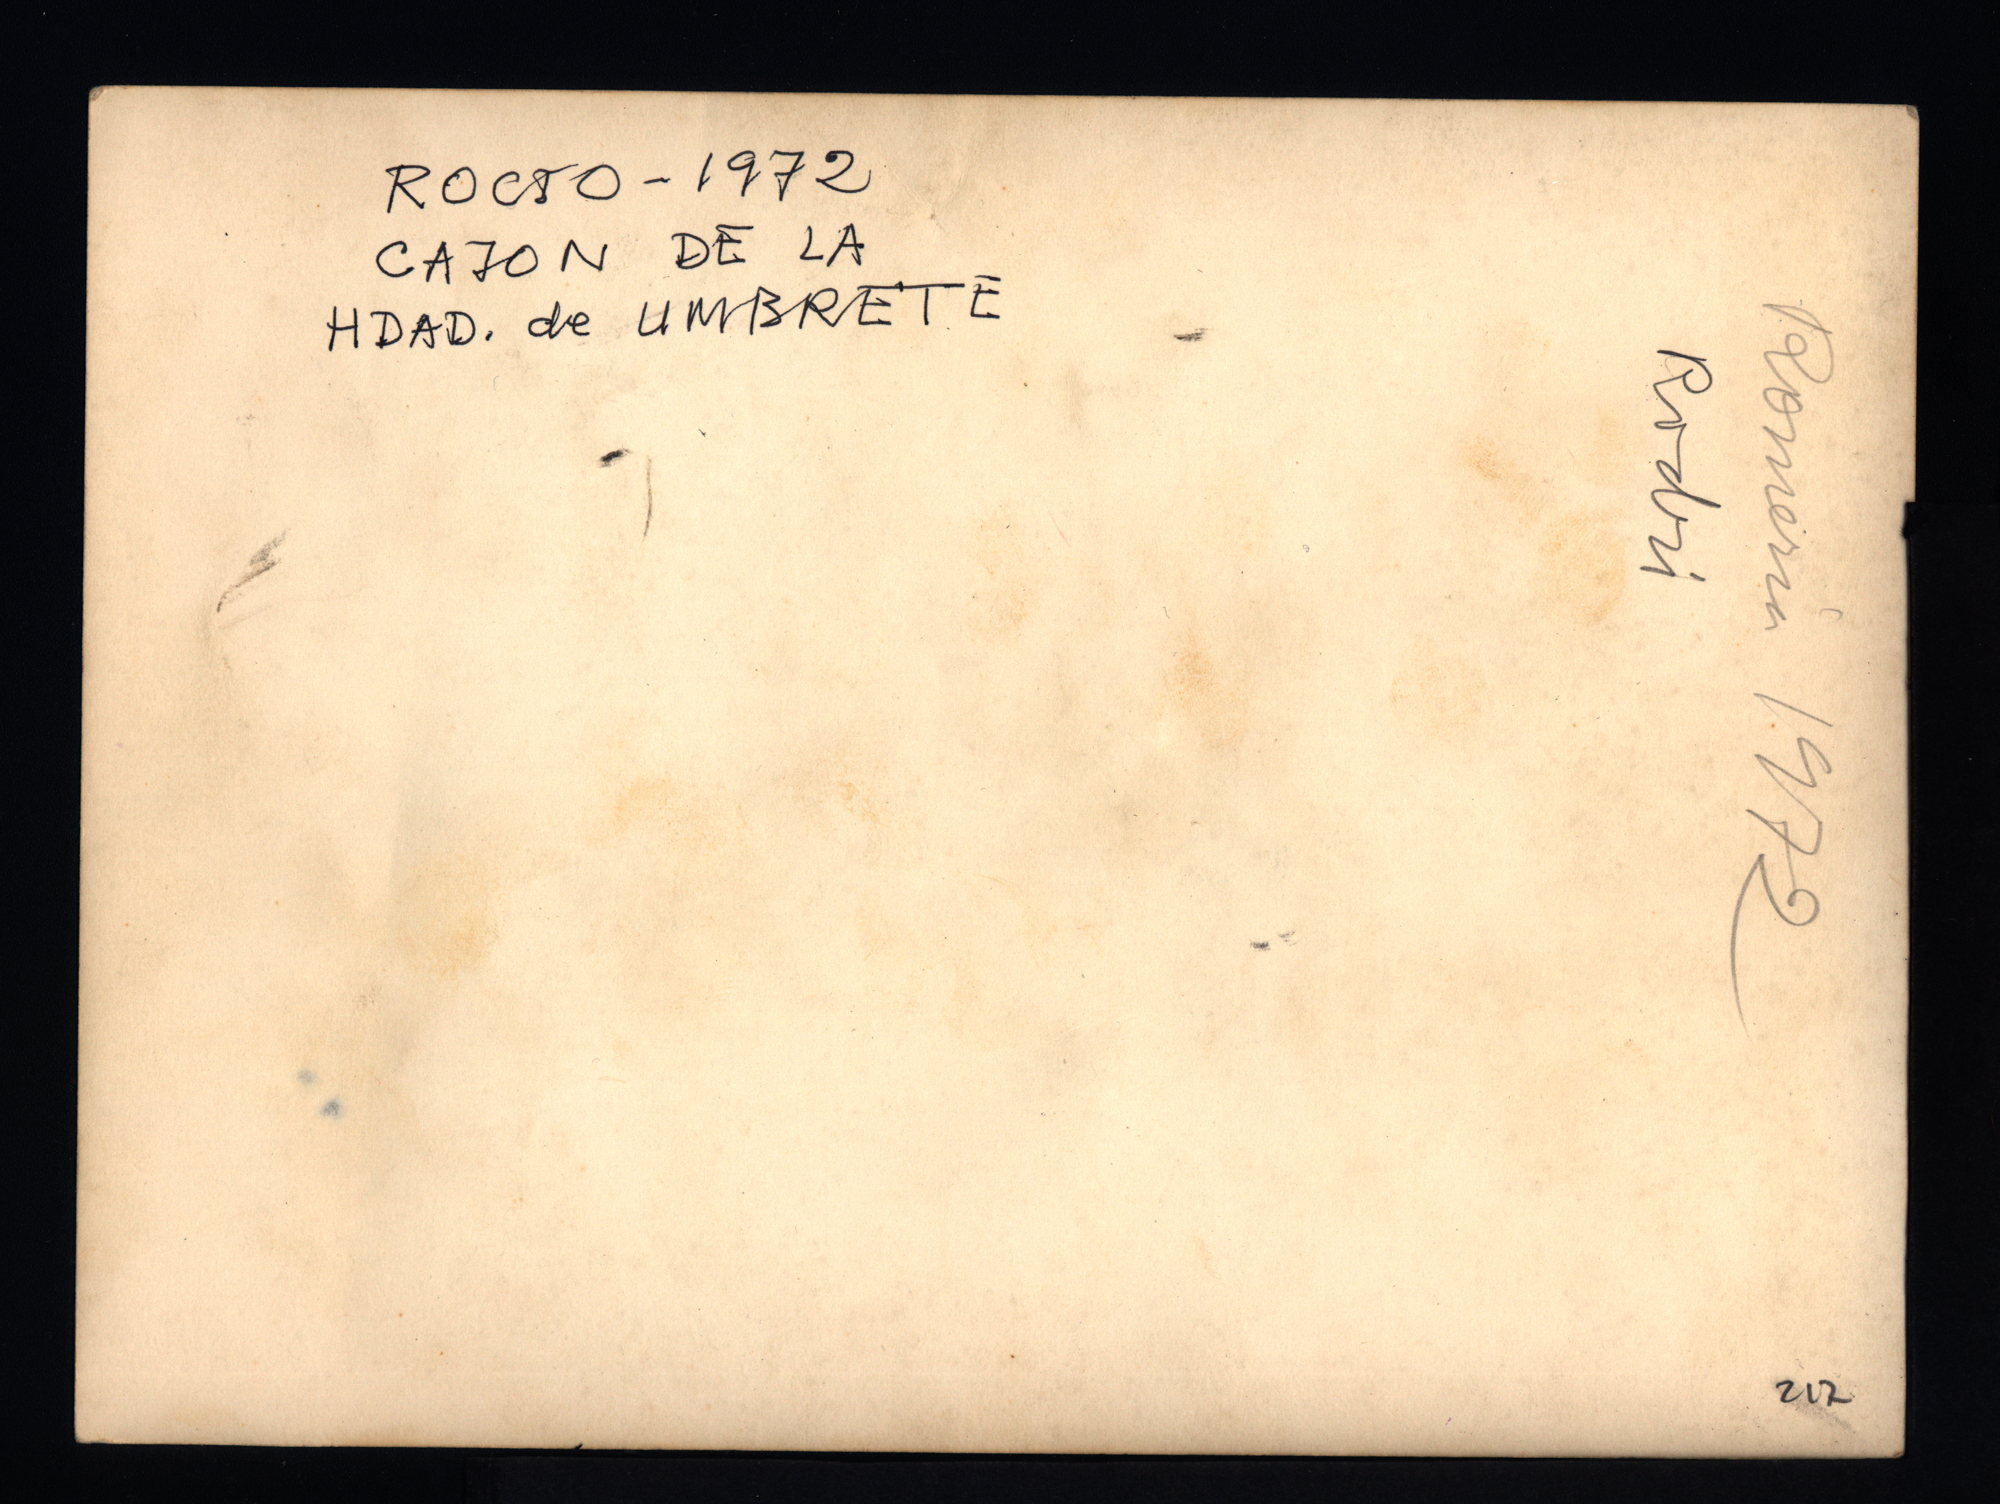 ROCIO - 1972
CAJON DE LA
HDAD. de UMBRETE
Romería 1972
Rodri
212